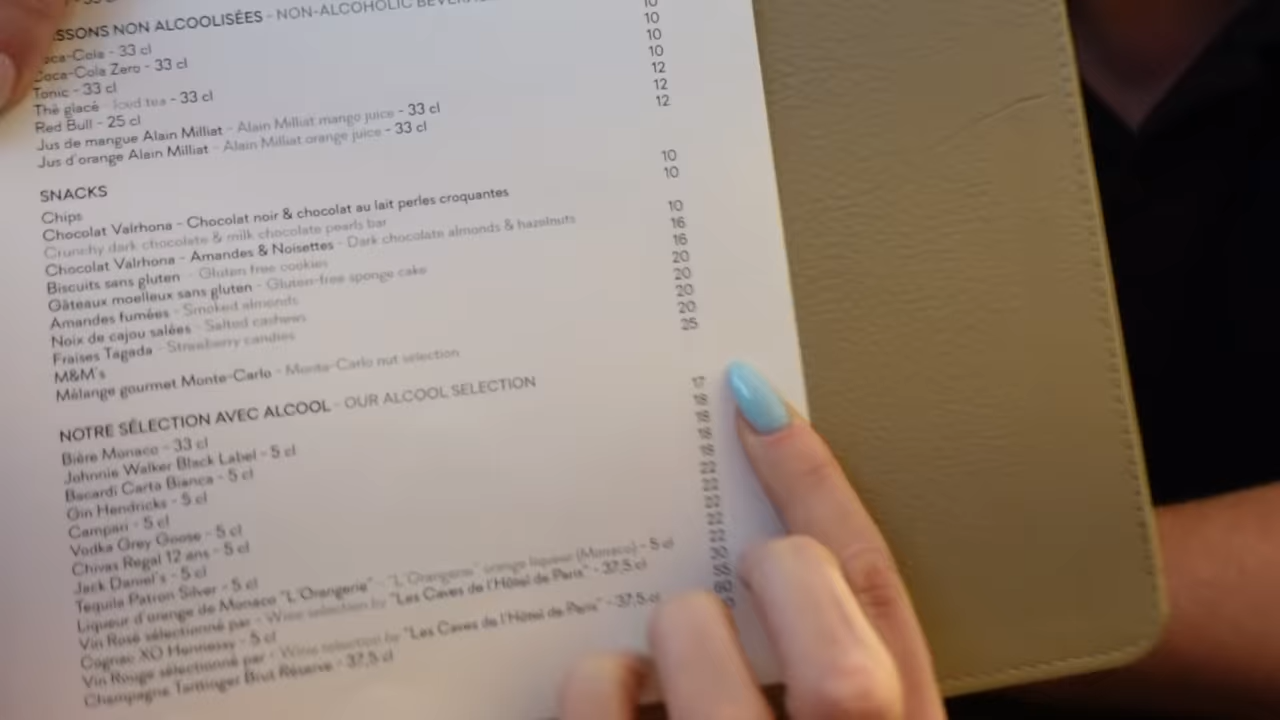 - 33 cl
SSONS NON ALCOOLISÉES - NON-ALCOHOLIC
oca-Cola - 33 cl 10
Coca-Cola Zero - 33 cl 10
Tonic - 33 cl 10
Thé glacé - Iced tea - 33 cl 10
Red Bull - 25 cl 12
Jus de mangue Alain Milliat - Alain Milliat mango juice - 33 cl 12
Jus d'orange Alain Milliat - Alain Milliat orange juice - 33 cl 12
SNACKS
Chips 10
Chocolat Valrhona - Chocolat noir & chocolat au lait perles croquantes 10
Crunchy dark chocolate & milk chocolate pearls bar
Chocolat Valrhona - Amandes & Noisettes - Dark chocolate almonds & hazelnuts 10
Biscuits sans gluten - Gluten free cookies 16
Gâteaux moelleux sans gluten - Gluten-free sponge cake 16
Amandes fumées - Smoked almonds 20
Noix de cajou salées - Salted cashews 20
Fraises Tagada - Strawberry candies 20
M&M's 20
Mélange gourmet Monte-Carlo - Monte-Carlo nut selection 25
NOTRE SÉLECTION AVEC ALCOOL - OUR ALCOOL SELECTION
Bière Monaco - 33 cl 17
Johnnie Walker Black Label - 5 cl 18
Bacardi Carta Bianca - 5 cl 18
Gin Hendricks - 5 cl 18
Campari - 5 cl 18
Vodka Grey Goose - 5 cl
Chivas Regal 12 ans - 5 cl
Jack Daniel's - 5 cl
Tequila Patron Silver - 5 cl
Liqueur d'orange de Monaco "L'Orangerie" - "L'Orangerie" orange liqueur (Monaco) - 5 cl
Vin Rosé sélectionné par - Wine selection by "Les Caves de l'Hôtel de Paris" - 37,5 cl
Cognac XO Hennessy - 5 cl
Vin Rouge sélectionné par - Wine selection by "Les Caves de l'Hôtel de Paris" - 37,5 cl
Champagne Taittinger Brut Réserve - 37,5 cl